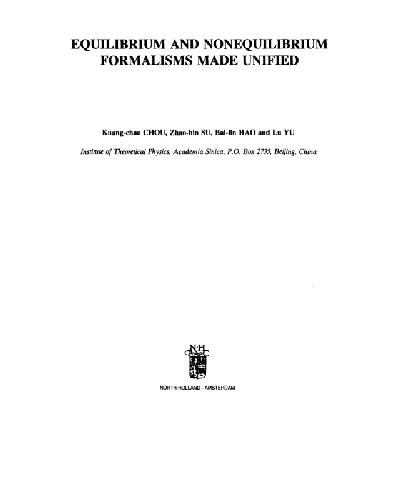 EQUILIBRIUM AND NONEQUILIBRIUM
FORMALISMS MADE UNIFIED
Kuang-chao CHOU, Zhao-bin SU, Bai-lin HAO and Lu YU
Institute of Theoretical Physics, Academia Sinica, P.O. Box 2735, Beijing, China
N·H
NORTH-HOLLAND - AMSTERDAM